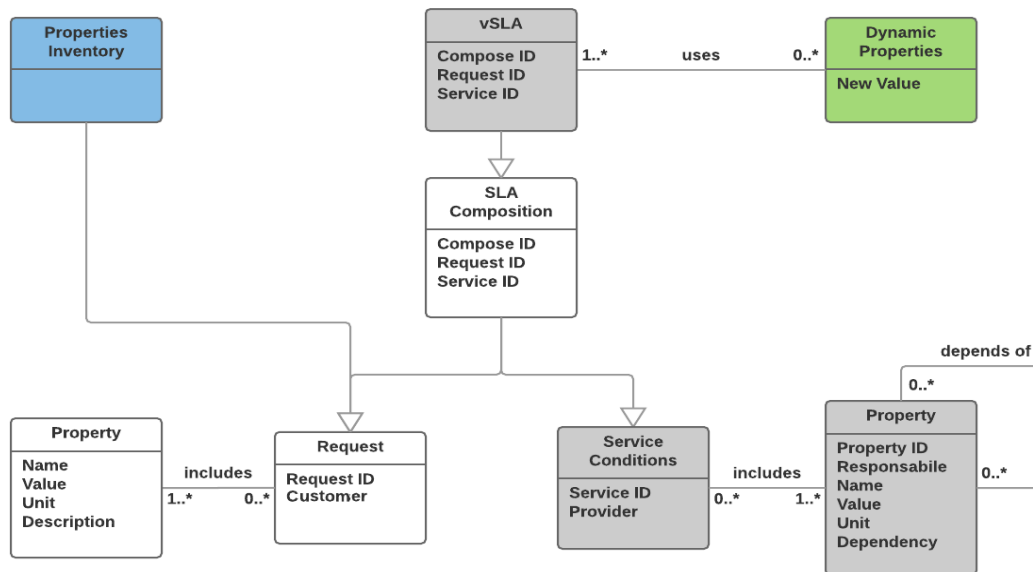 Properties
Inventory
vSLA
Compose ID
Request ID
Service ID
1..*
uses
0..*
Dynamic
Properties
New Value
SLA
Composition
Compose ID
Request ID
Service ID
depends of
0..*
Property
Name
Value
Unit
Description
includes
1..*
0..*
Request
Request ID
Customer
Service
Conditions
Service ID
Provider
includes
0..*
1..*
Property
Property ID
Responsabile
Name
Value
Unit
Dependency
0..*